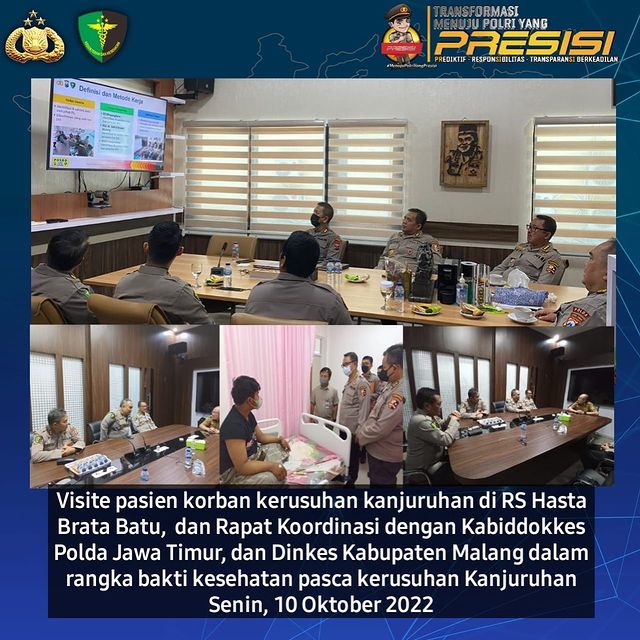 TRANSFORMASI
MENUJU POLRI YANG
PRESISI
PRESISI
PREDIKTIF · RESPONSIBILITAS · TRANSPARANSI BERKEADILAN
#MenujuPolriYangPresisi
Definisi dan Metode Kerja
Visite pasien korban kerusuhan kanjuruhan di RS Hasta
Brata Batu, dan Rapat Koordinasi dengan Kabiddokkes
Polda Jawa Timur, dan Dinkes Kabupaten Malang dalam
rangka bakti kesehatan pasca kerusuhan Kanjuruhan
Senin, 10 Oktober 2022